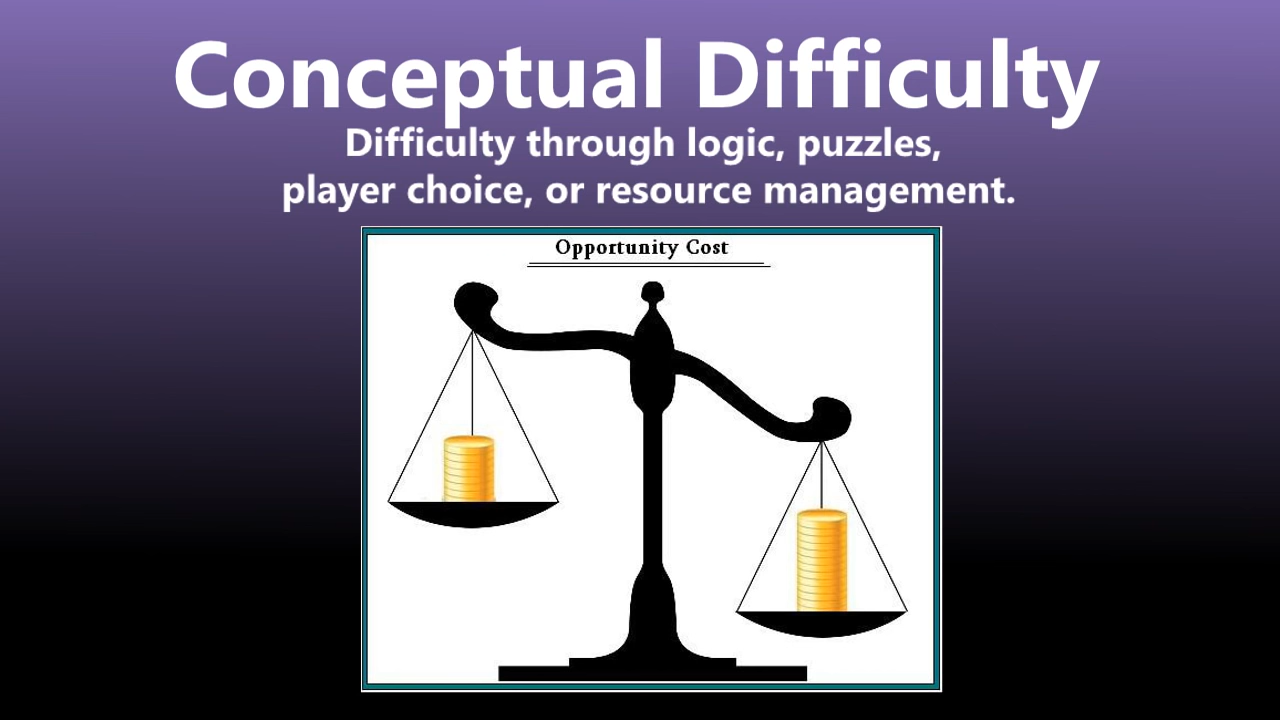 Conceptual Difficulty
Difficulty through logic, puzzles,
player choice, or resource management.
Opportunity Cost